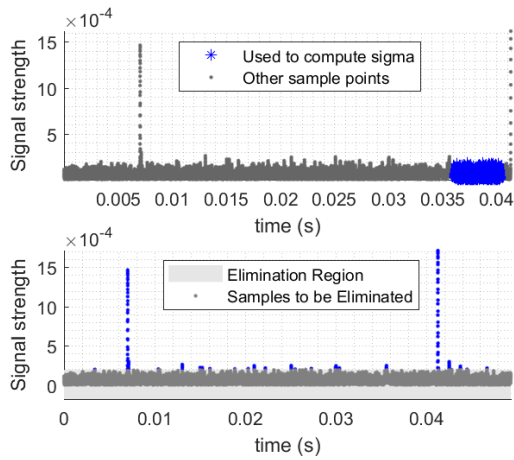 ×10⁻⁴
15
10
5
Signal strength
Used to compute sigma
Other sample points
0.005 0.01 0.015 0.02 0.025 0.03 0.035 0.04
time (s)
×10⁻⁴
15
10
5
0
Signal strength
Elimination Region
Samples to be Eliminated
0 0.01 0.02 0.03 0.04
time (s)